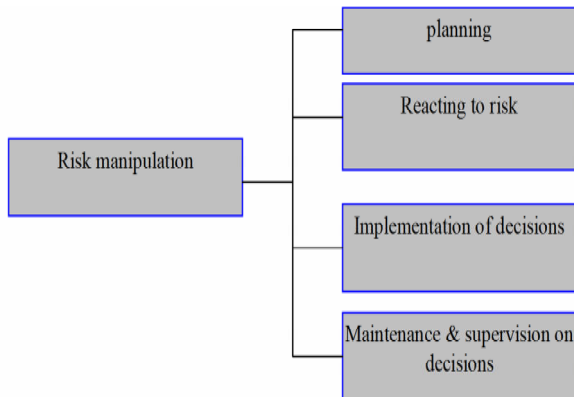 planning
Reacting to risk
Risk manipulation
Implementation of decisions
Maintenance & supervision on
decisions